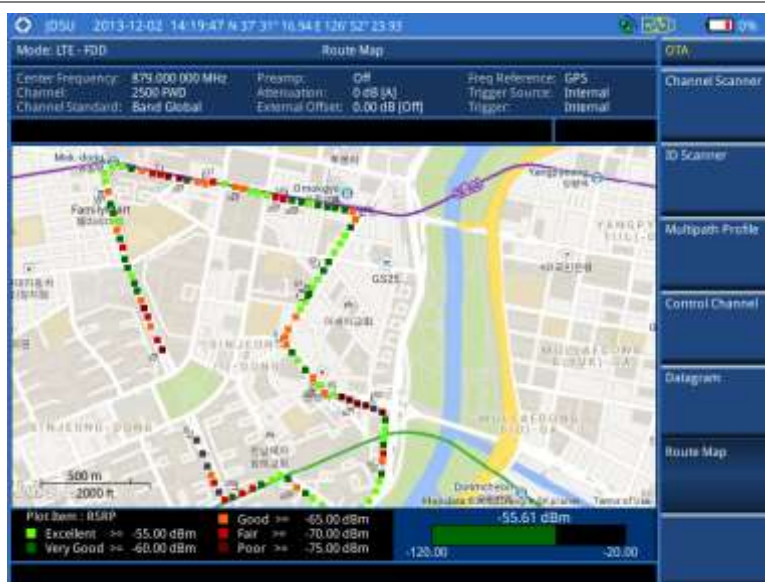 JDSU 2013-12-02 14:19:47 N 37° 31" 16.94 E 126° 52" 23.93 0%
Mode: LTE - FDD Route Map OTA
Center Frequency: 879.000 000 MHz Preamp: Off Freq Reference: GPS
Channel: 2500 FWD Attenuation: 0 dB [A] Trigger Source: Internal
Channel Standard: Band Global External Offset: 0.00 dB [Off] Trigger: Internal
Channel Scanner
ID Scanner
Multipath Profile
Control Channel
Datagram
Route Map
Omokgyo
FamilyMart
GS25
500 m
2000 ft
Plot Item : RSRP
Excellent >= -55.00 dBm
Very Good >= -60.00 dBm
Good >= -65.00 dBm
Fair >= -70.00 dBm
Poor >= -75.00 dBm
-55.61 dBm
-120.00 -20.00